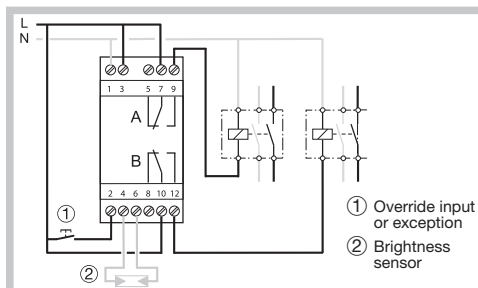 L
N
1 3 5 7 9
A
B
2 4 6 8 10 12
①
②
① Override input
or exception
② Brightness
sensor